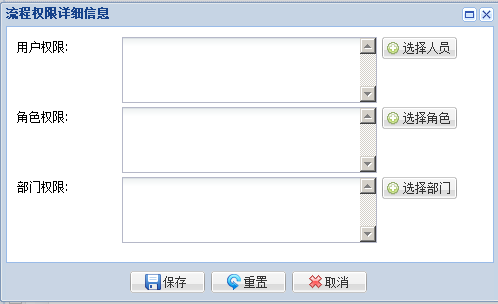 流程权限详细信息
用户权限:
选择人员
角色权限:
选择角色
部门权限:
选择部门
保存 重置 取消